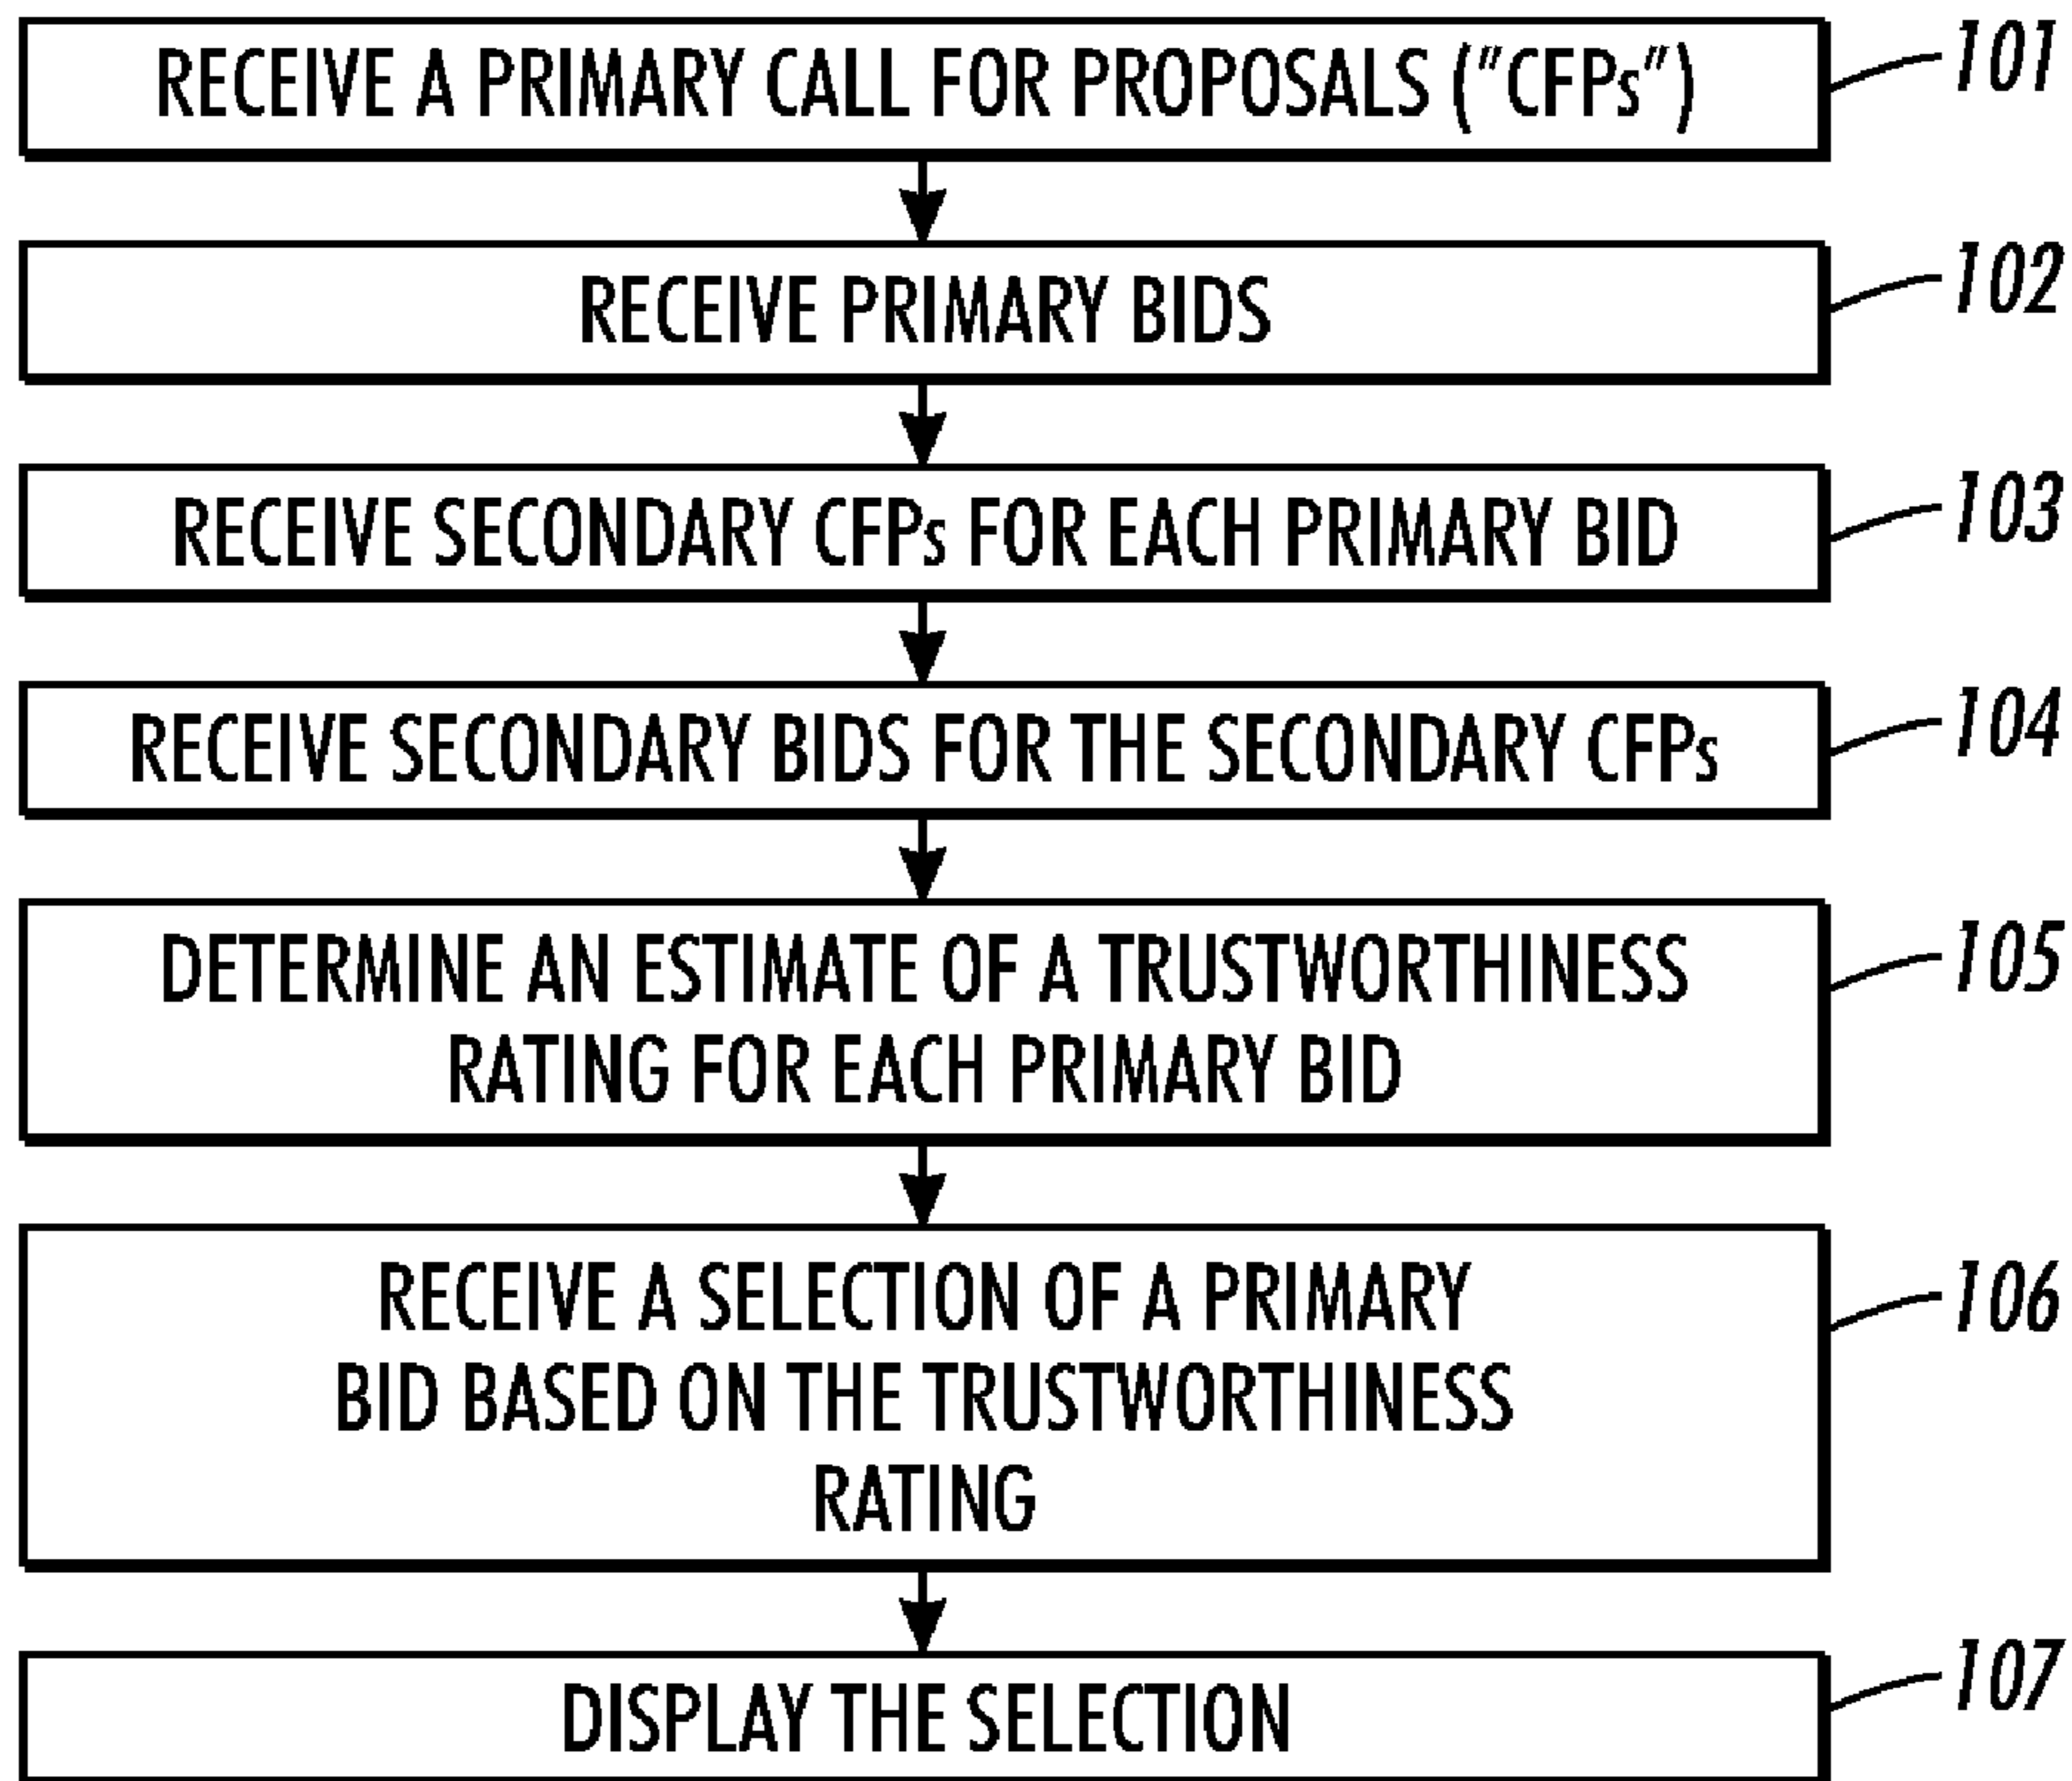 RECEIVE A PRIMARY CALL FOR PROPOSALS ("CFPs")
101
RECEIVE PRIMARY BIDS
102
RECEIVE SECONDARY CFPs FOR EACH PRIMARY BID
103
RECEIVE SECONDARY BIDS FOR THE SECONDARY CFPs
104
DETERMINE AN ESTIMATE OF A TRUSTWORTHINESS
RATING FOR EACH PRIMARY BID
105
RECEIVE A SELECTION OF A PRIMARY
BID BASED ON THE TRUSTWORTHINESS
RATING
106
DISPLAY THE SELECTION
107